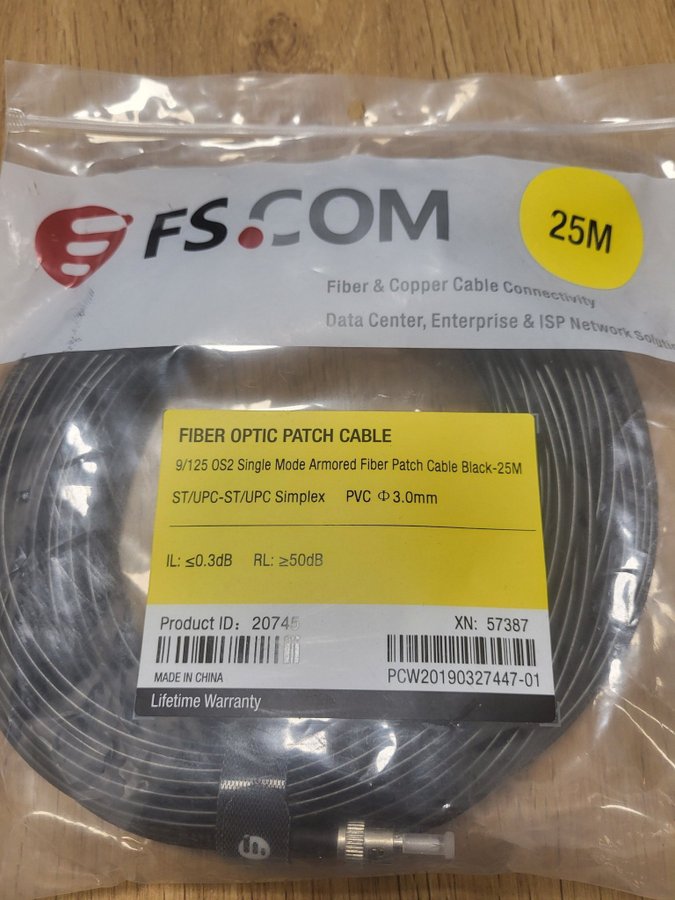 FS.COM
25M
Fiber & Copper Cable Connectivity
Data Center, Enterprise & ISP Network
FIBER OPTIC PATCH CABLE
9/125 OS2 Single Mode Armored Fiber Patch Cable Black-25M
ST/UPC-ST/UPC Simplex PVC Φ3.0mm
IL: ≤0.3dB RL: ≥50dB
Product ID: 20745 XN: 57387
MADE IN CHINA PCW20190327447-01
Lifetime Warranty